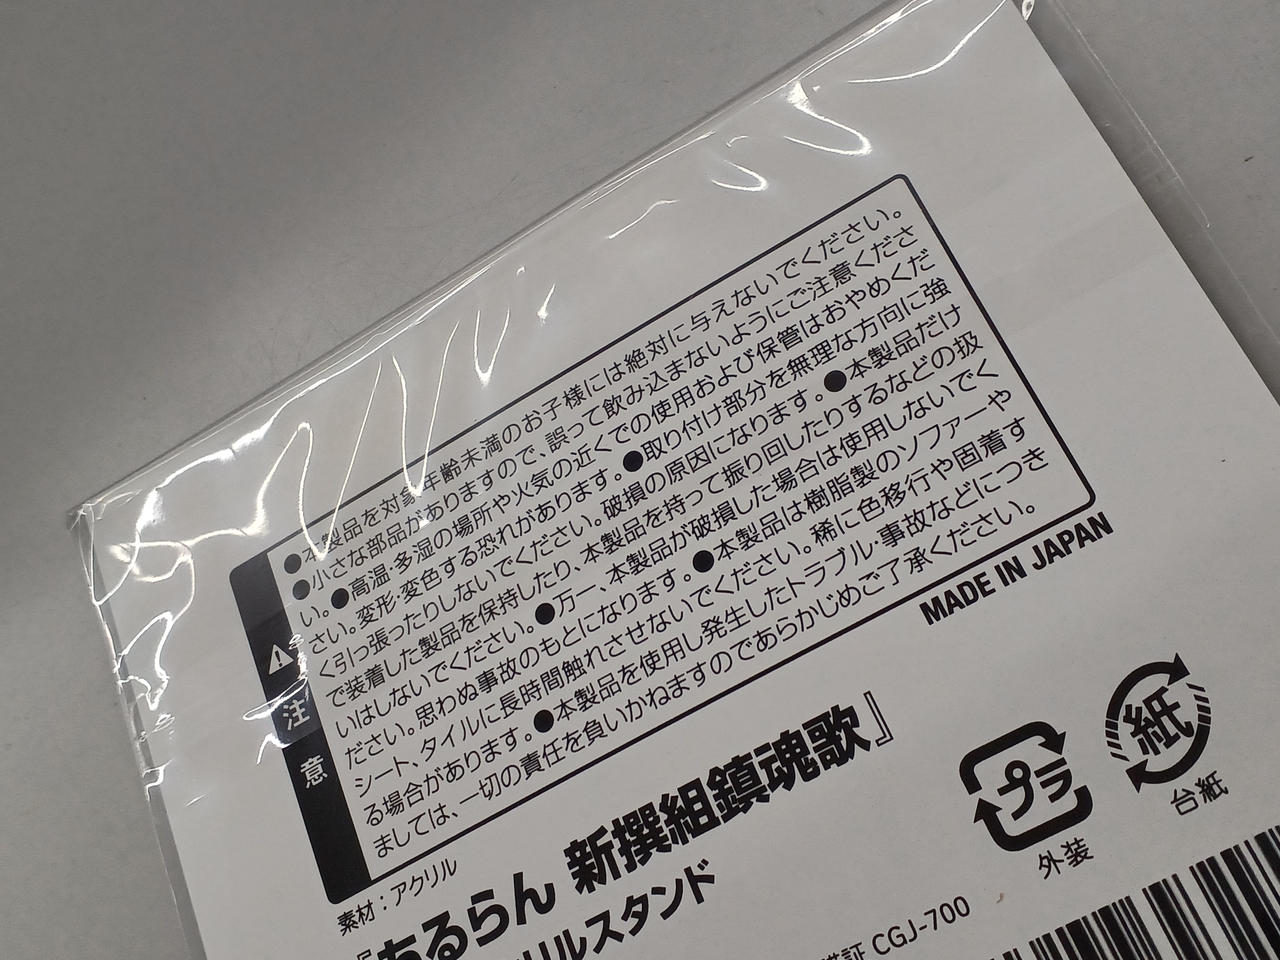 注意
●本製品を対象年齢未満のお子様には絶対に与えないでください。
●小さな部品がありますので、誤って飲み込まないようにご注意くださ
い。●高温・多湿の場所や火気の近くでの使用および保管はおやめくだ
さい。変形・変色する恐れがあります。●取り付け部分を無理な方向に強
く引っ張ったりしないでください。破損の原因になります。●本製品だけ
で装着した製品を保持したり、本製品を持って振り回したりするなどの扱
いはしないでください。●万一、本製品が破損した場合は使用しないでく
ださい。思わぬ事故のもとになります。●本製品は樹脂製のソファーや
シート、タイルに長時間触れさせないでください。稀に色移行や固着す
る場合があります。●本製品を使用し発生したトラブル・事故などにつき
ましては、一切の責任を負いかねますのであらかじめご了承ください。
MADE IN JAPAN
素材：アクリル
『あるらん 新撰組鎮魂歌』
リルスタンド
証 CGJ-700
プラ
外装
紙
台紙